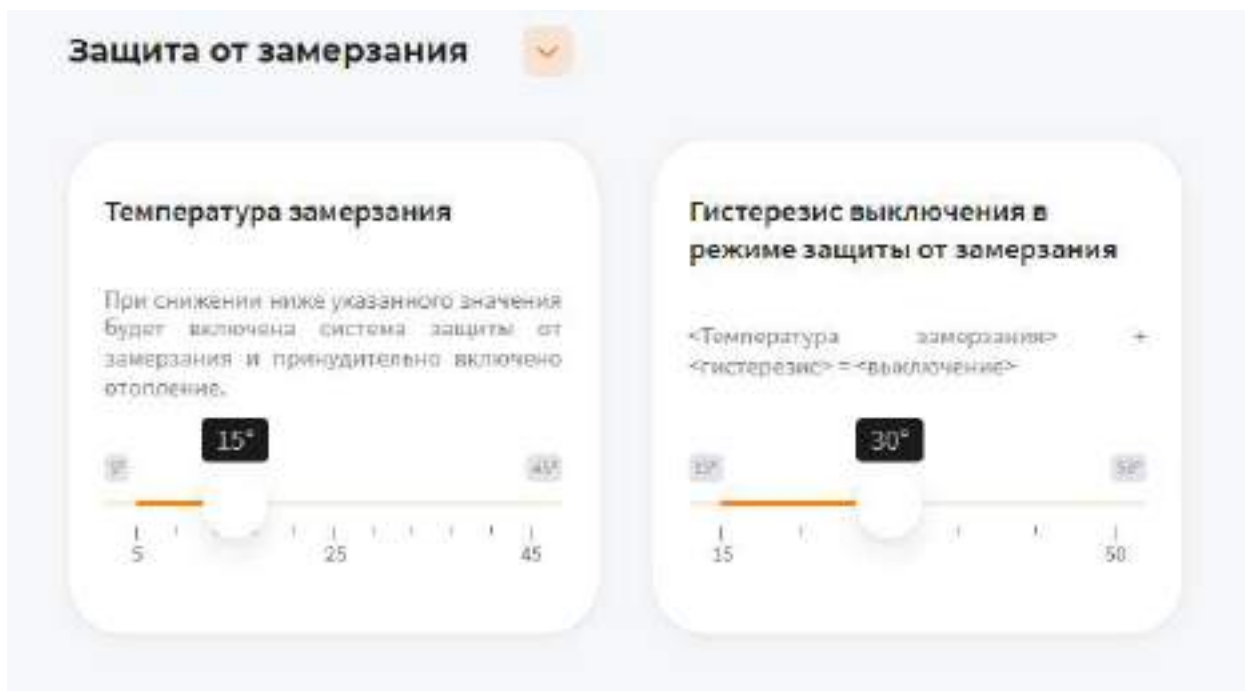 Защита от замерзания
Температура замерзания
При снижении ниже указанного значения
будет включена система защиты от
замерзания и принудительно включено
отопление.
15°
5°
45°
5
25
45
Гистерезис выключения в
режиме защиты от замерзания
<Температура замерзания> +
<гистерезис> = <выключение>
30°
15°
50°
15
50